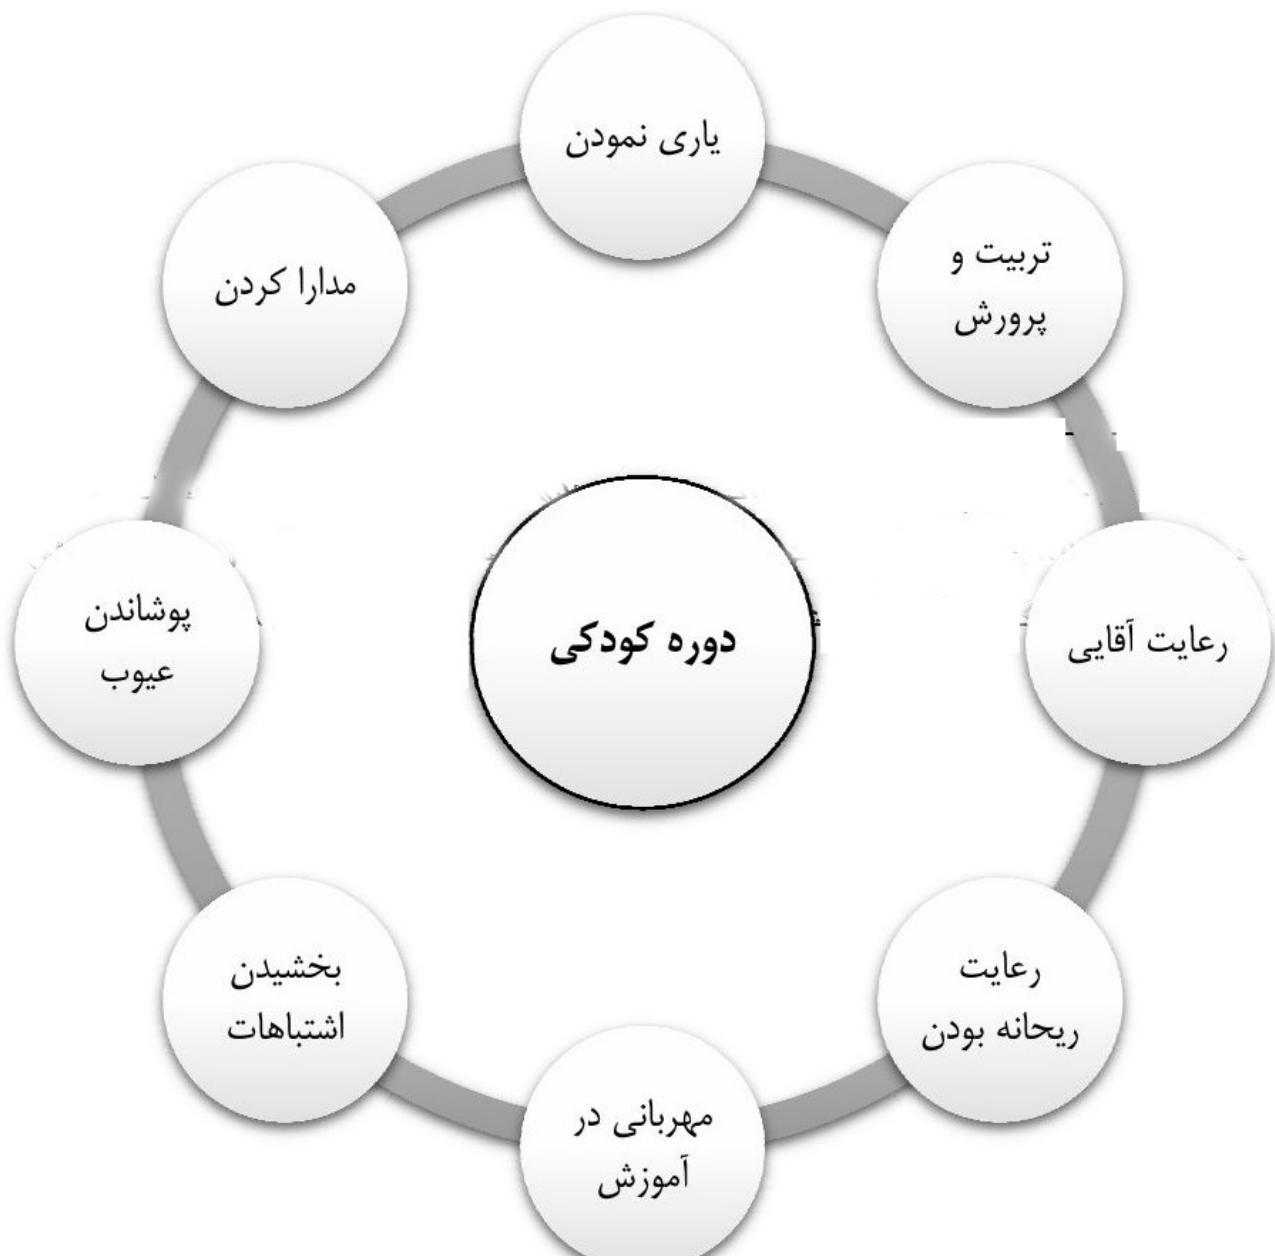 یاری نمودن
تربیت و
پرورش
رعایت آقایی
رعایت
ریحانه بودن
مهربانی در
آموزش
بخشیدن
اشتباهات
پوشاندن
عیوب
مدارا کردن
دوره کودکی